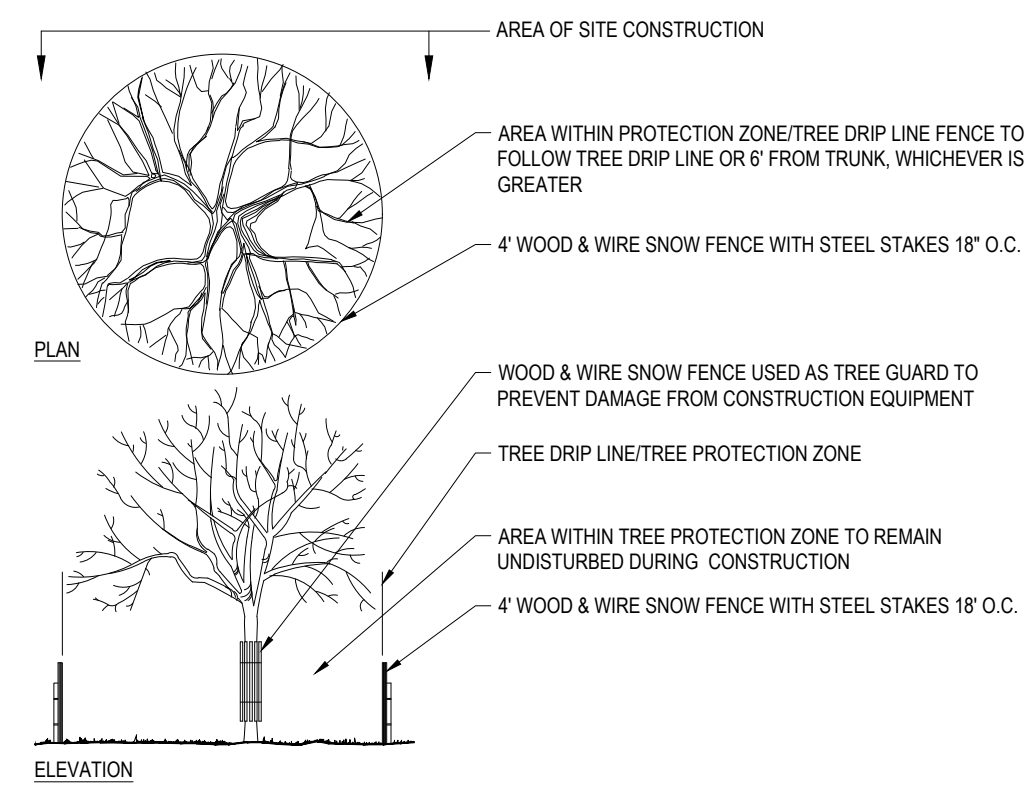 AREA OF SITE CONSTRUCTION
AREA WITHIN PROTECTION ZONE/TREE DRIP LINE FENCE TO
FOLLOW TREE DRIP LINE OR 6' FROM TRUNK, WHICHEVER IS
GREATER
4' WOOD & WIRE SNOW FENCE WITH STEEL STAKES 18" O.C.
PLAN
WOOD & WIRE SNOW FENCE USED AS TREE GUARD TO
PREVENT DAMAGE FROM CONSTRUCTION EQUIPMENT
TREE DRIP LINE/TREE PROTECTION ZONE
AREA WITHIN TREE PROTECTION ZONE TO REMAIN
UNDISTURBED DURING CONSTRUCTION
4' WOOD & WIRE SNOW FENCE WITH STEEL STAKES 18' O.C.
ELEVATION